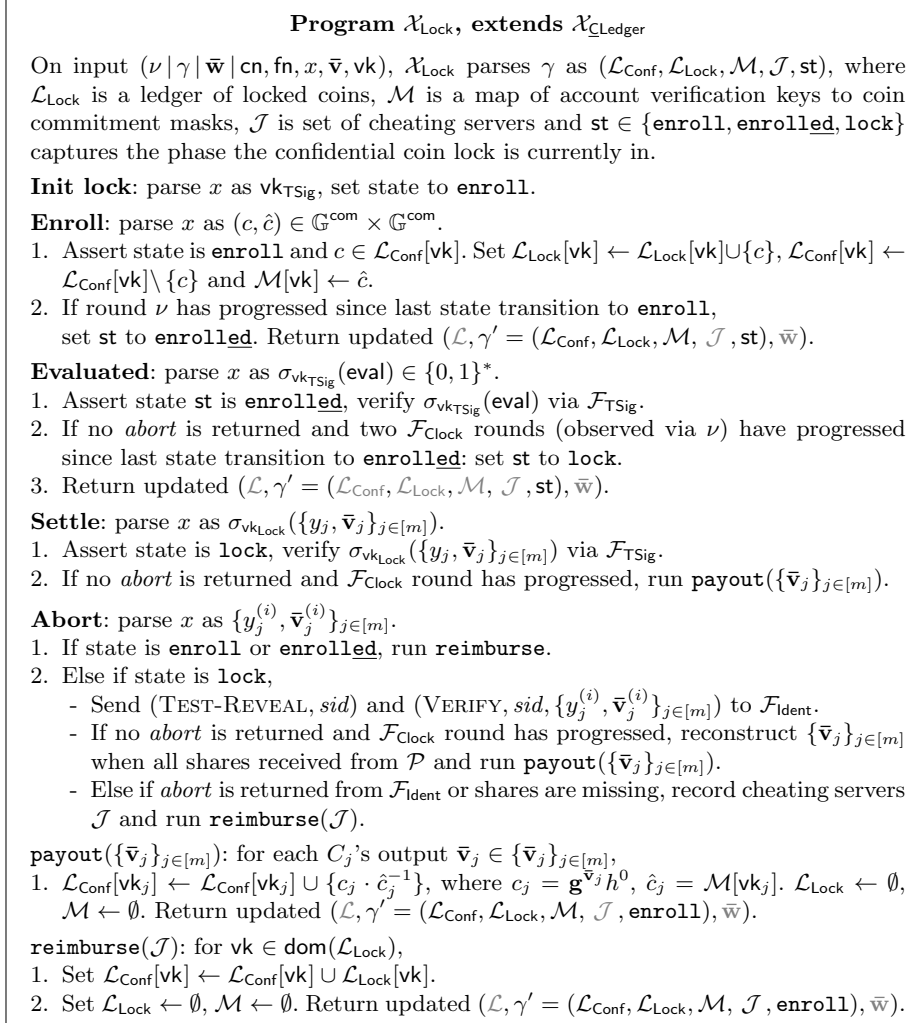 Program 𝒳_Lock, extends 𝒳_CLedger
On input (ν | γ | w̄ | cn, fn, x, v̄, vk), 𝒳_Lock parses γ as (ℒ_Conf, ℒ_Lock, ℳ, 𝒥, st), where
ℒ_Lock is a ledger of locked coins, ℳ is a map of account verification keys to coin
commitment masks, 𝒥 is set of cheating servers and st ∈ {enroll, enrolled, lock}
captures the phase the confidential coin lock is currently in.
Init lock: parse x as vk_TSig, set state to enroll.
Enroll: parse x as (c, ĉ) ∈ 𝔾^com × 𝔾^com.
1. Assert state is enroll and c ∈ ℒ_Conf[vk]. Set ℒ_Lock[vk] ← ℒ_Lock[vk]∪{c}, ℒ_Conf[vk] ←
ℒ_Conf[vk]\ {c} and ℳ[vk] ← ĉ.
2. If round ν has progressed since last state transition to enroll,
set st to enrolled. Return updated (ℒ, γ′ = (ℒ_Conf, ℒ_Lock, ℳ, 𝒥 , st), w̄).
Evaluated: parse x as σ_vk_TSig(eval) ∈ {0, 1}*.
1. Assert state st is enrolled, verify σ_vk_TSig(eval) via ℱ_TSig.
2. If no abort is returned and two ℱ_Clock rounds (observed via ν) have progressed
since last state transition to enrolled: set st to lock.
3. Return updated (ℒ, γ′ = (ℒ_Conf, ℒ_Lock, ℳ, 𝒥 , st), w̄).
Settle: parse x as σ_vk_Lock({y_j, v̄_j}_{j∈[m]}).
1. Assert state is lock, verify σ_vk_Lock({y_j, v̄_j}_{j∈[m]}) via ℱ_TSig.
2. If no abort is returned and ℱ_Clock round has progressed, run payout({v̄_j}_{j∈[m]}).
Abort: parse x as {y_j^(i), v̄_j^(i)}_{j∈[m]}.
1. If state is enroll or enrolled, run reimburse.
2. Else if state is lock,
- Send (Test-Reveal, sid) and (Verify, sid, {y_j^(i), v̄_j^(i)}_{j∈[m]}) to ℱ_Ident.
- If no abort is returned and ℱ_Clock round has progressed, reconstruct {v̄_j}_{j∈[m]}
when all shares received from 𝒫 and run payout({v̄_j}_{j∈[m]}).
- Else if abort is returned from ℱ_Ident or shares are missing, record cheating servers
𝒥 and run reimburse(𝒥).
payout({v̄_j}_{j∈[m]}): for each C_j's output v̄_j ∈ {v̄_j}_{j∈[m]},
1. ℒ_Conf[vk_j] ← ℒ_Conf[vk_j] ∪ {c_j · ĉ_j^{-1}}, where c_j = g^{v̄_j}h^0, ĉ_j = ℳ[vk_j]. ℒ_Lock ← ∅,
ℳ ← ∅. Return updated (ℒ, γ′ = (ℒ_Conf, ℒ_Lock, ℳ, 𝒥 , enroll), w̄).
reimburse(𝒥): for vk ∈ dom(ℒ_Lock),
1. Set ℒ_Conf[vk] ← ℒ_Conf[vk] ∪ ℒ_Lock[vk].
2. Set ℒ_Lock ← ∅, ℳ ← ∅. Return updated (ℒ, γ′ = (ℒ_Conf, ℒ_Lock, ℳ, 𝒥 , enroll), w̄).